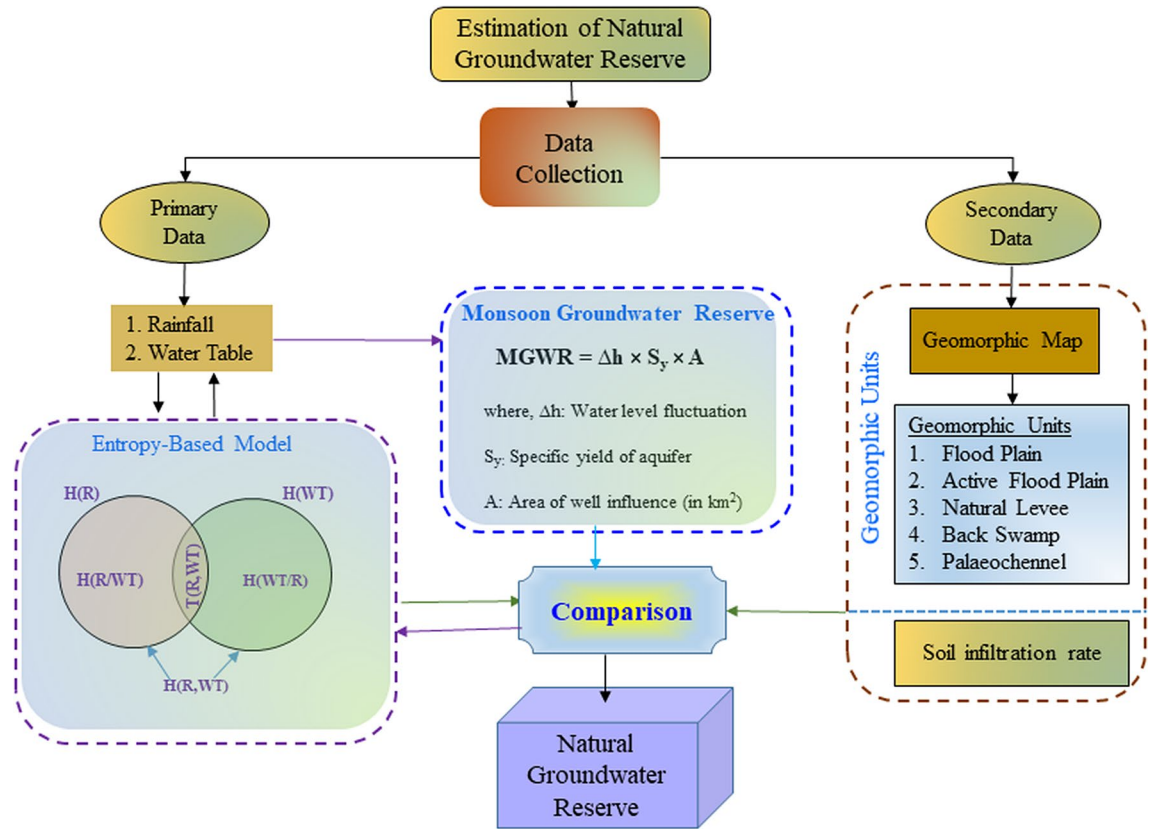 Estimation of Natural
Groundwater Reserve
Data
Collection
Primary
Data
Secondary
Data
1. Rainfall
2. Water Table
Monsoon Groundwater Reserve
MGWR = Δh × Sy × A
where, Δh: Water level fluctuation
Sy: Specific yield of aquifer
A: Area of well influence (in km²)
Geomorphic Units
Geomorphic Map
Geomorphic Units
1. Flood Plain
2. Active Flood Plain
3. Natural Levee
4. Back Swamp
5. Palaeochennel
Soil infiltration rate
Entropy-Based Model
H(R)
H(WT)
H(R/WT)
T(R,WT)
H(WT/R)
H(R,WT)
Comparison
Natural
Groundwater
Reserve